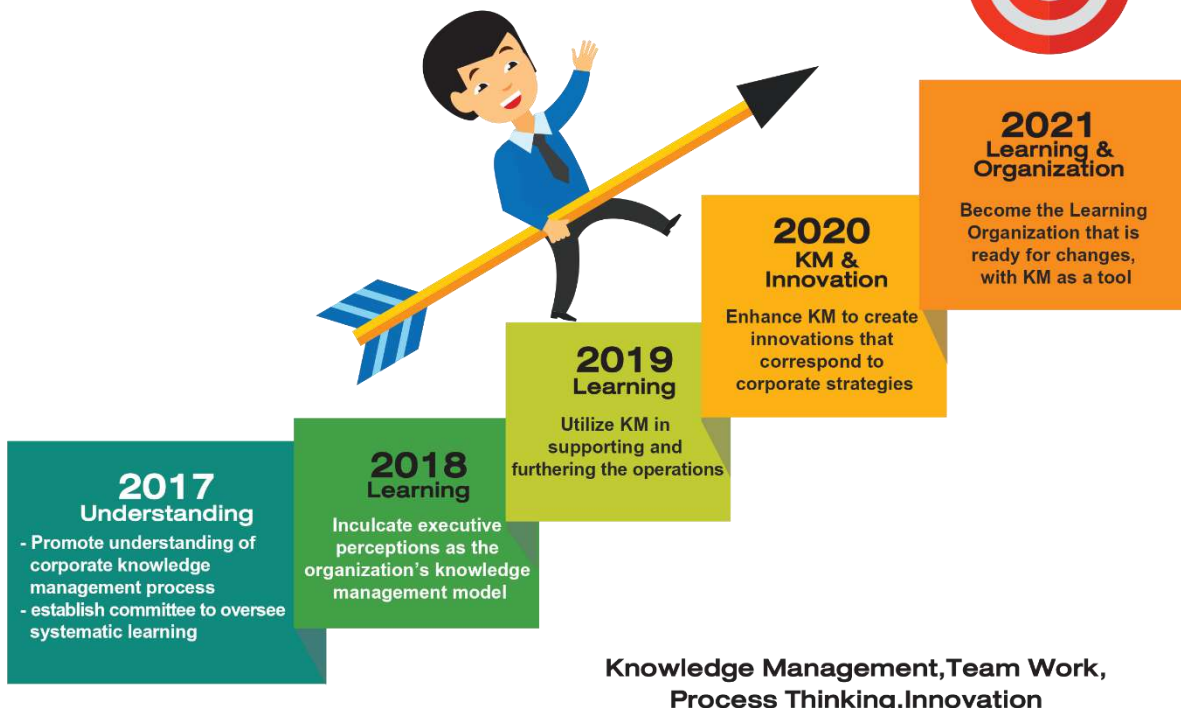 2017
Understanding
- Promote understanding of
corporate knowledge
management process
- establish committee to oversee
systematic learning
2018
Learning
Inculcate executive
perceptions as the
organization's knowledge
management model
2019
Learning
Utilize KM in
supporting and
furthering the operations
2020
KM &
Innovation
Enhance KM to create
innovations that
correspond to
corporate strategies
2021
Learning &
Organization
Become the Learning
Organization that is
ready for changes,
with KM as a tool
Knowledge Management,Team Work,
Process Thinking,Innovation